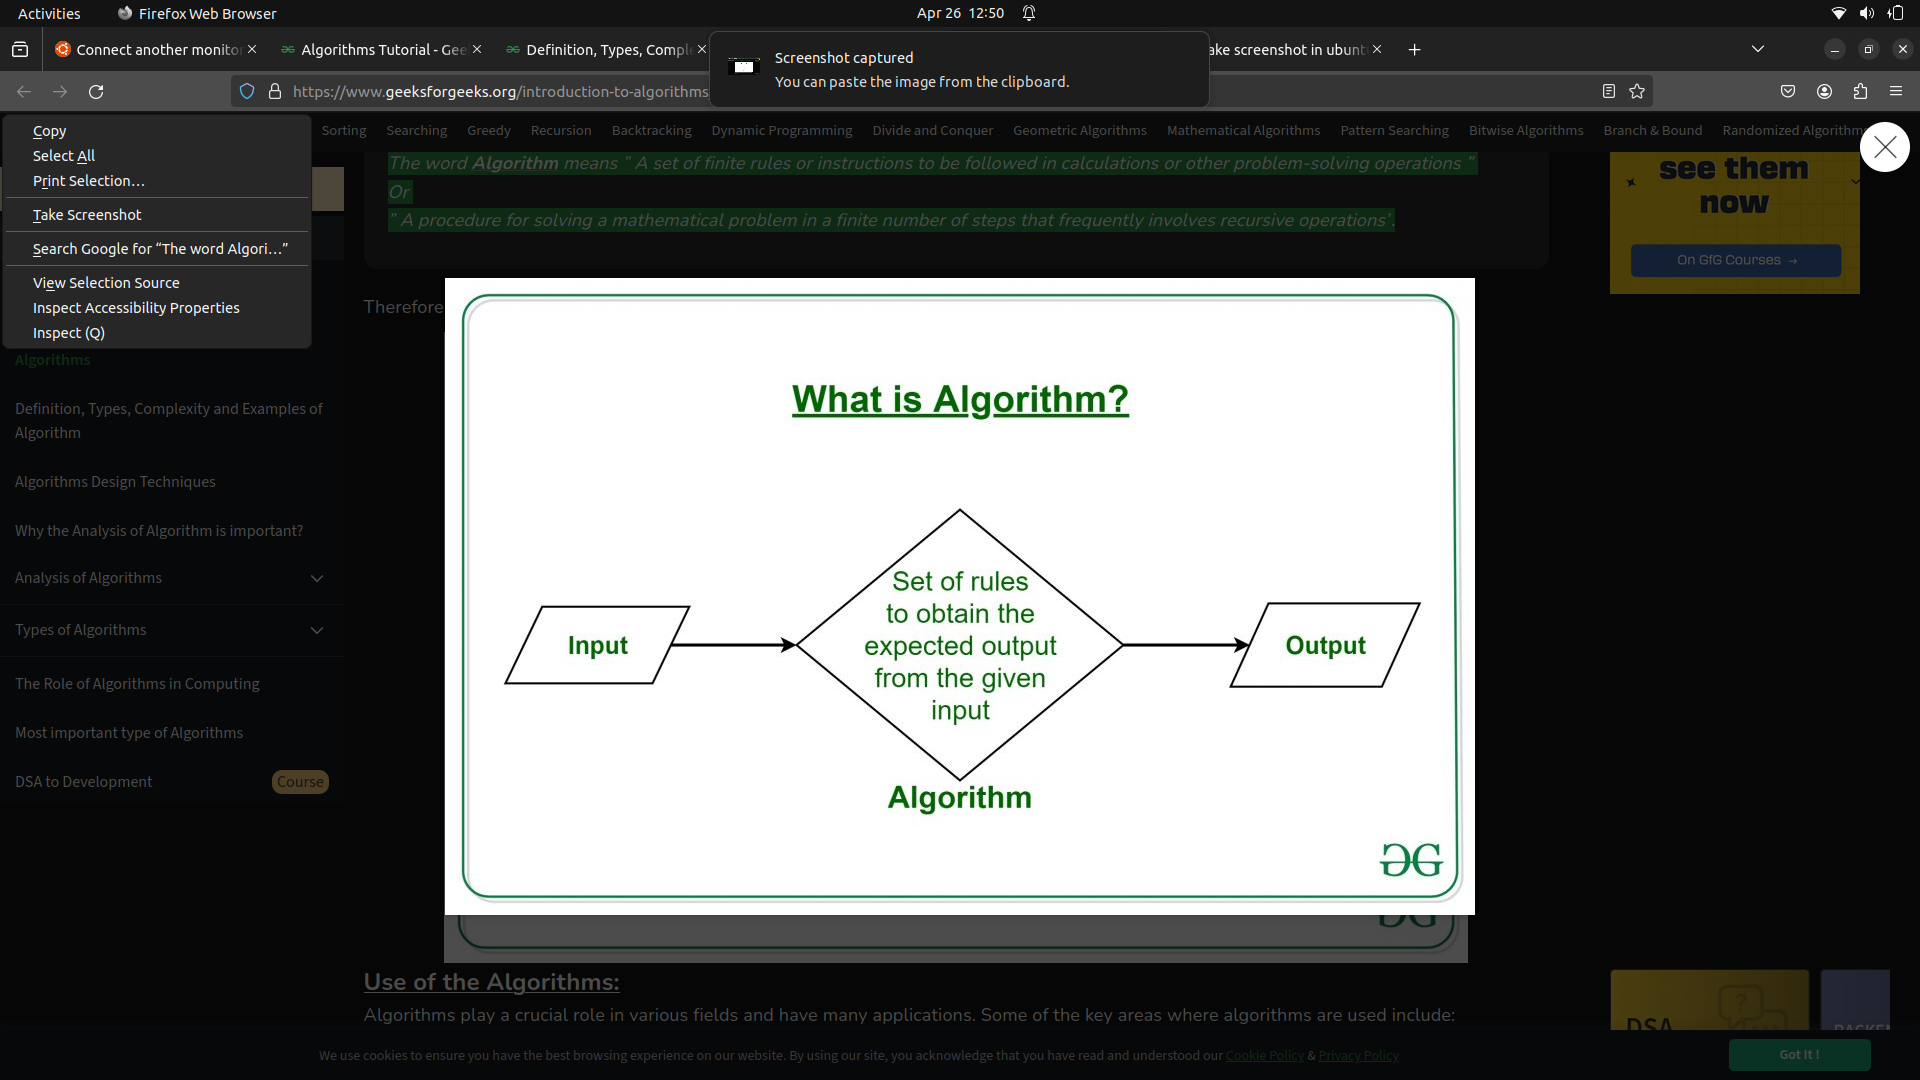 Activities
Firefox Web Browser
Apr 26 12:50
Connect another monito
Algorithms Tutorial - Gee
Definition, Types, Comple
ake screenshot in ubunt
Screenshot captured
You can paste the image from the clipboard.
https://www.geeksforgeeks.org/introduction-to-algorithms
Sorting
Searching
Greedy
Recursion
Backtracking
Dynamic Programming
Divide and Conquer
Geometric Algorithms
Mathematical Algorithms
Pattern Searching
Bitwise Algorithms
Branch & Bound
Randomized Algorithm
Copy
Select All
Print Selection…
Take Screenshot
Search Google for “The word Algori…”
View Selection Source
Inspect Accessibility Properties
Inspect (Q)
Algorithms
Definition, Types, Complexity and Examples of
Algorithm
Algorithms Design Techniques
Why the Analysis of Algorithm is important?
Analysis of Algorithms
Types of Algorithms
The Role of Algorithms in Computing
Most important type of Algorithms
DSA to Development
Course
The word Algorithm means ” A set of finite rules or instructions to be followed in calculations or other problem-solving operations ”
Or
” A procedure for solving a mathematical problem in a finite number of steps that frequently involves recursive operations’.
Therefore
What is Algorithm?
Input
Set of rules
to obtain the
expected output
from the given
input
Output
Algorithm
see them
now
On GfG Courses →
Use of the Algorithms:
Algorithms play a crucial role in various fields and have many applications. Some of the key areas where algorithms are used include:
DSA
We use cookies to ensure you have the best browsing experience on our website. By using our site, you acknowledge that you have read and understood our Cookie Policy & Privacy Policy
Got It !